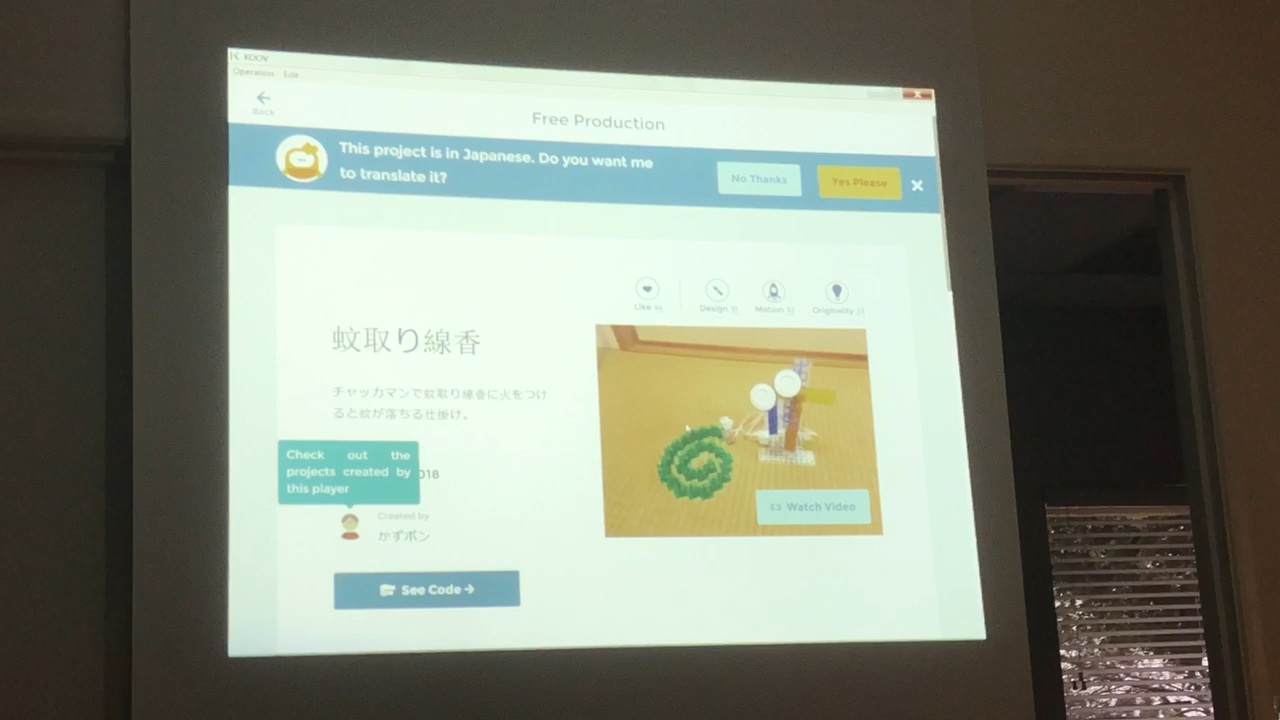 KOOV
Operation Edit
Back
Free Production
This project is in Japanese. Do you want me
to translate it?
No Thanks
Yes Please
Like 44
Design 31
Motion 32
Originality 33
蚊取り線香
チャッカマンで蚊取り線香に火をつけ
ると蚊が落ちる仕掛け。
Check out the
projects created by
this player
018
Created by
かずポン
Watch Video
See Code